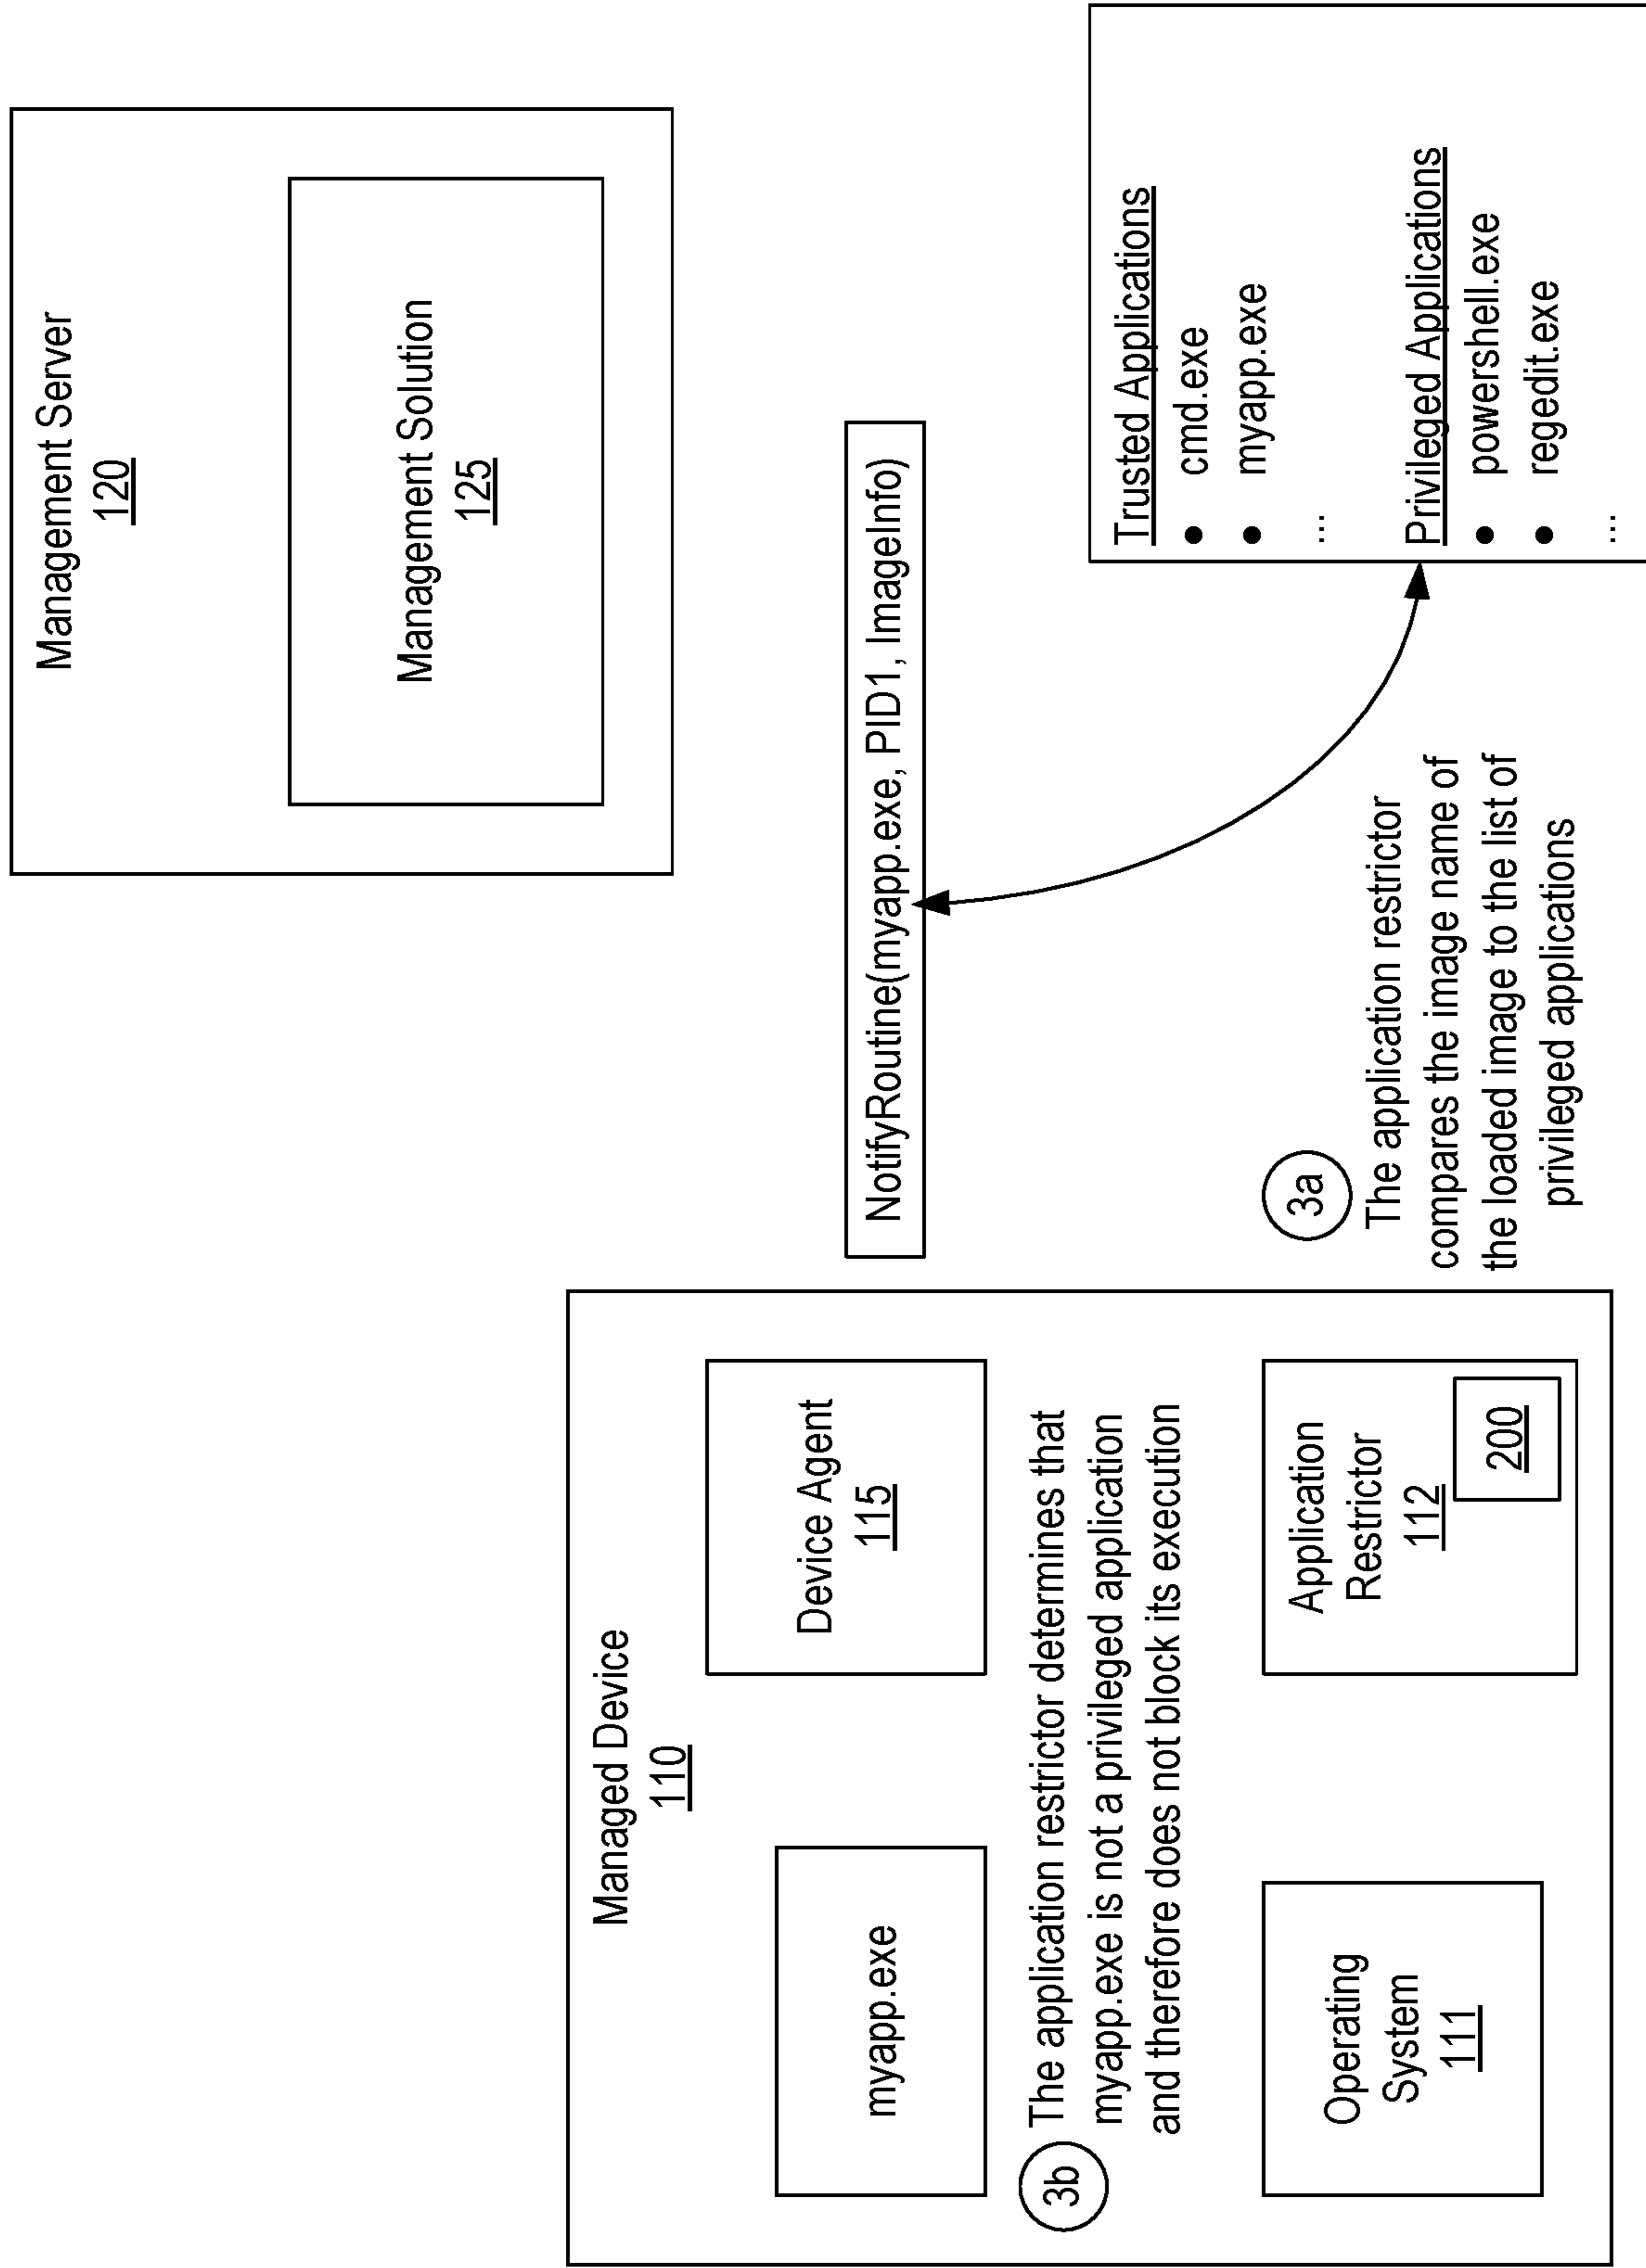 Management Server
120
Management Solution
125
Managed Device
110
myapp.exe
Device Agent
115
3b
The application restrictor determines that
myapp.exe is not a privileged application
and therefore does not block its execution
Operating
System
111
Application
Restrictor
112
200
NotifyRoutine(myapp.exe, PID1, ImageInfo)
3a
The application restrictor
compares the image name of
the loaded image to the list of
privileged applications
Trusted Applications
● cmd.exe
● myapp.exe
...
Privileged Applications
● powershell.exe
● regedit.exe
...